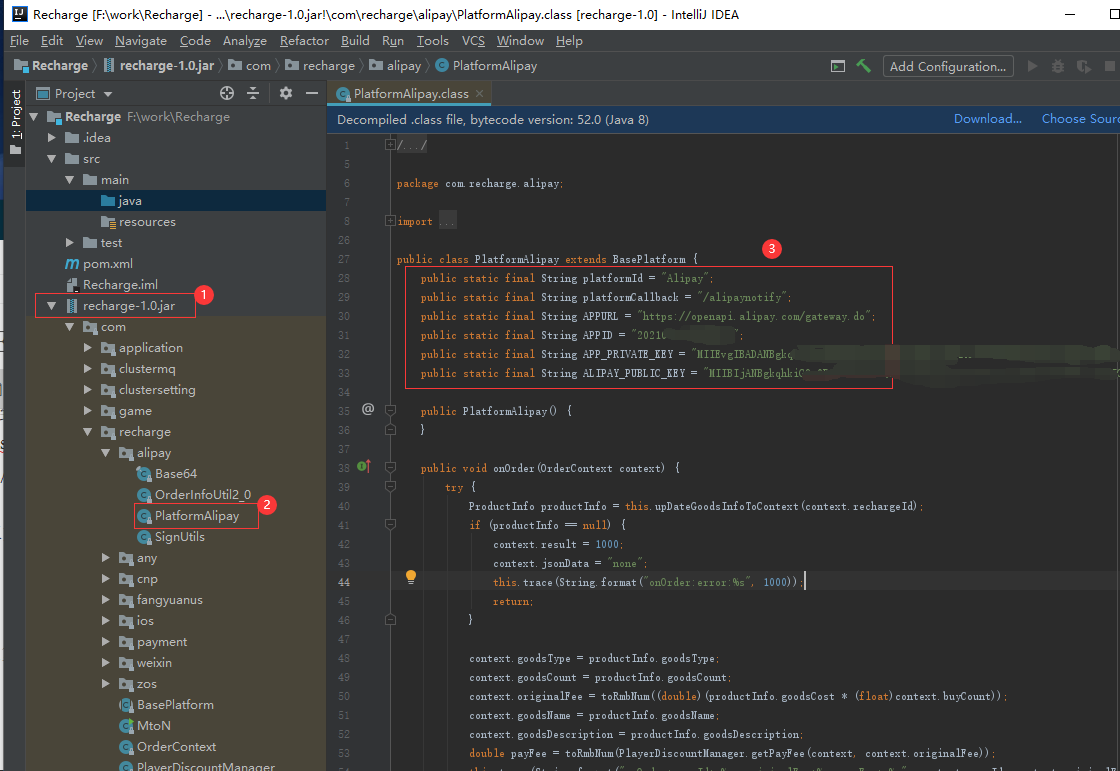 Recharge [F:\work\Recharge] - ...\recharge-1.0.jar!\com\recharge\alipay\PlatformAlipay.class [recharge-1.0] - IntelliJ IDEA
File Edit View Navigate Code Analyze Refactor Build Run Tools VCS Window Help
Recharge recharge-1.0.jar com recharge alipay PlatformAlipay Add Configuration...
1: Project
Project
Recharge F:\work\Recharge
.idea
src
main
java
resources
test
pom.xml
Recharge.iml
recharge-1.0.jar 1
com
application
clustermq
clustersetting
game
recharge
alipay
Base64
OrderInfoUtil2_0
PlatformAlipay 2
SignUtils
any
cnp
fangyuanus
ios
payment
weixin
zos
BasePlatform
MtoN
OrderContext
PlayerDiscountManager
PlatformAlipay.class
Decompiled .class file, bytecode version: 52.0 (Java 8) Download... Choose Sour
1 /.../
5
6 package com.recharge.alipay;
7
8 import ...
26
27 public class PlatformAlipay extends BasePlatform {
3
28 public static final String platformId = "Alipay";
29 public static final String platformCallback = "/alipaynotify";
30 public static final String APPURL = "https://openapi.alipay.com/gateway.do";
31 public static final String APPID = "20210 ";
32 public static final String APP_PRIVATE_KEY = "MIIEvgIBADANBgkq
33 public static final String ALIPAY_PUBLIC_KEY = "MIIBIjANBgkqhkiG
34
35 @ public PlatformAlipay() {
36 }
37
38 public void onOrder(OrderContext context) {
39 try {
40 ProductInfo productInfo = this.upDateGoodsInfoToContext(context.rechargeId);
41 if (productInfo == null) {
42 context.result = 1000;
43 context.jsonData = "none";
44 this.trace(String.format("onOrder:error:%s", 1000));
45 return;
46 }
47
48 context.goodsType = productInfo.goodsType;
49 context.goodsCount = productInfo.goodsCount;
50 context.originalFee = toRmbNum((double)(productInfo.goodsCost * (float)context.buyCount));
51 context.goodsName = productInfo.goodsName;
52 context.goodsDescription = productInfo.goodsDescription;
53 double payFee = toRmbNum(PlayerDiscountManager.getPayFee(context, context.originalFee));